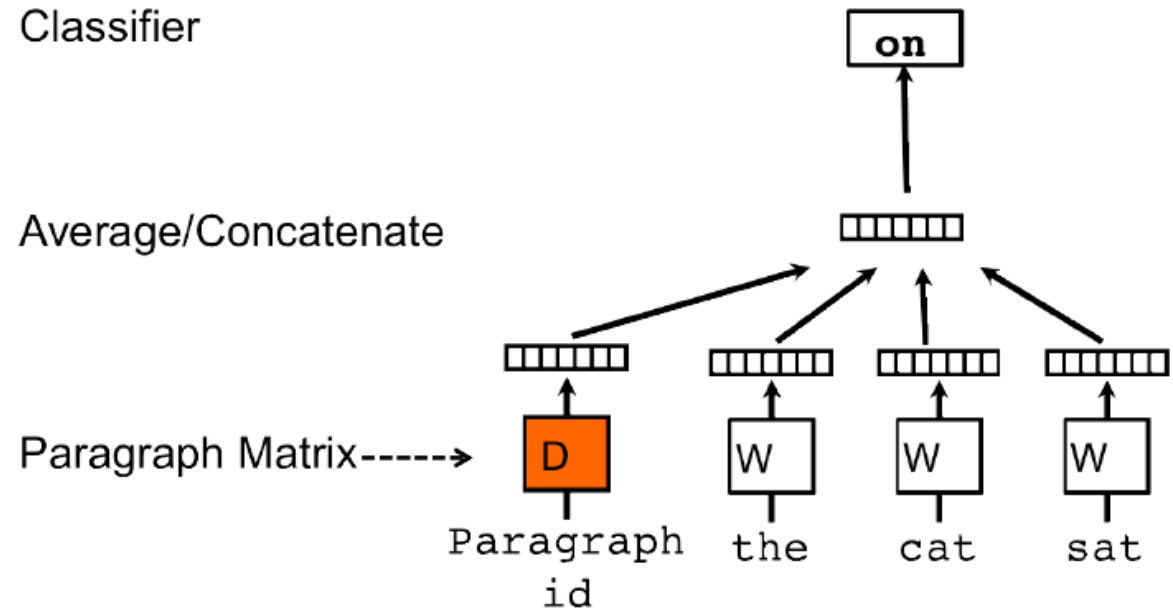 Classifier
on
Average/Concatenate
Paragraph Matrix
D
W
W
W
Paragraph
id
the
cat
sat